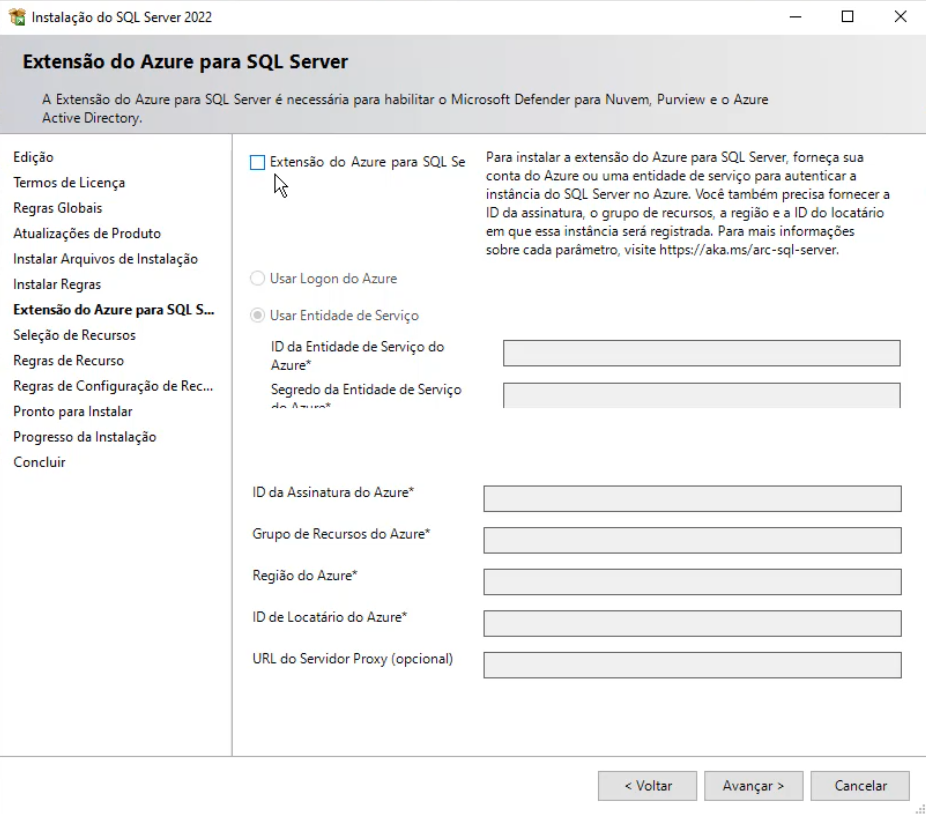 Instalação do SQL Server 2022
Extensão do Azure para SQL Server
A Extensão do Azure para SQL Server é necessária para habilitar o Microsoft Defender para Nuvem, Purview e o Azure
Active Directory.
Edição
Termos de Licença
Regras Globais
Atualizações de Produto
Instalar Arquivos de Instalação
Instalar Regras
Extensão do Azure para SQL S...
Seleção de Recursos
Regras de Recurso
Regras de Configuração de Rec...
Pronto para Instalar
Progresso da Instalação
Concluir
Extensão do Azure para SQL Se
Para instalar a extensão do Azure para SQL Server, forneça sua
conta do Azure ou uma entidade de serviço para autenticar a
instância do SQL Server no Azure. Você também precisa fornecer a
ID da assinatura, o grupo de recursos, a região e a ID do locatário
em que essa instância será registrada. Para mais informações
sobre cada parâmetro, visite https://aka.ms/arc-sql-server.
Usar Logon do Azure
Usar Entidade de Serviço
ID da Entidade de Serviço do
Azure*
Segredo da Entidade de Serviço
do Azure*
ID da Assinatura do Azure*
Grupo de Recursos do Azure*
Região do Azure*
ID de Locatário do Azure*
URL do Servidor Proxy (opcional)
< Voltar
Avançar >
Cancelar